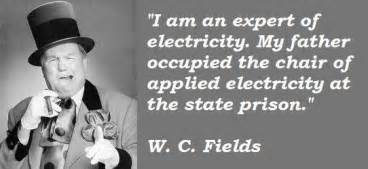 "I am an expert of
electricity. My father
occupied the chair of
applied electricity at
the state prison."
W. C. Fields